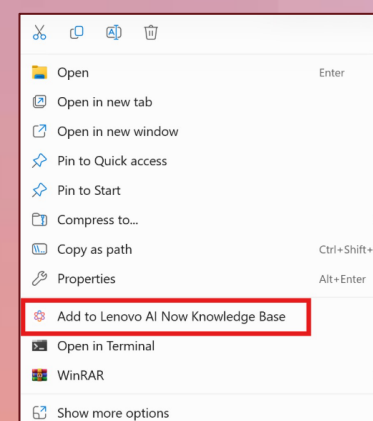 Open Enter
Open in new tab
Open in new window
Pin to Quick access
Pin to Start
Compress to...
Copy as path Ctrl+Shift+
Properties Alt+Enter
Add to Lenovo AI Now Knowledge Base
Open in Terminal
WinRAR
Show more options